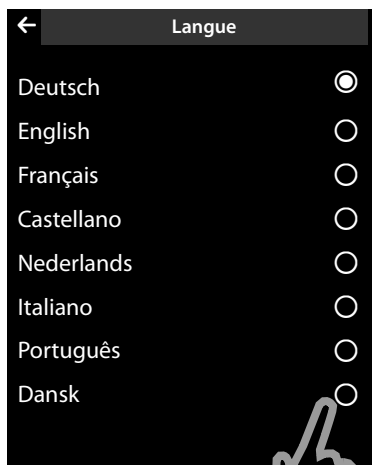 Langue
Deutsch
English
Français
Castellano
Nederlands
Italiano
Português
Dansk